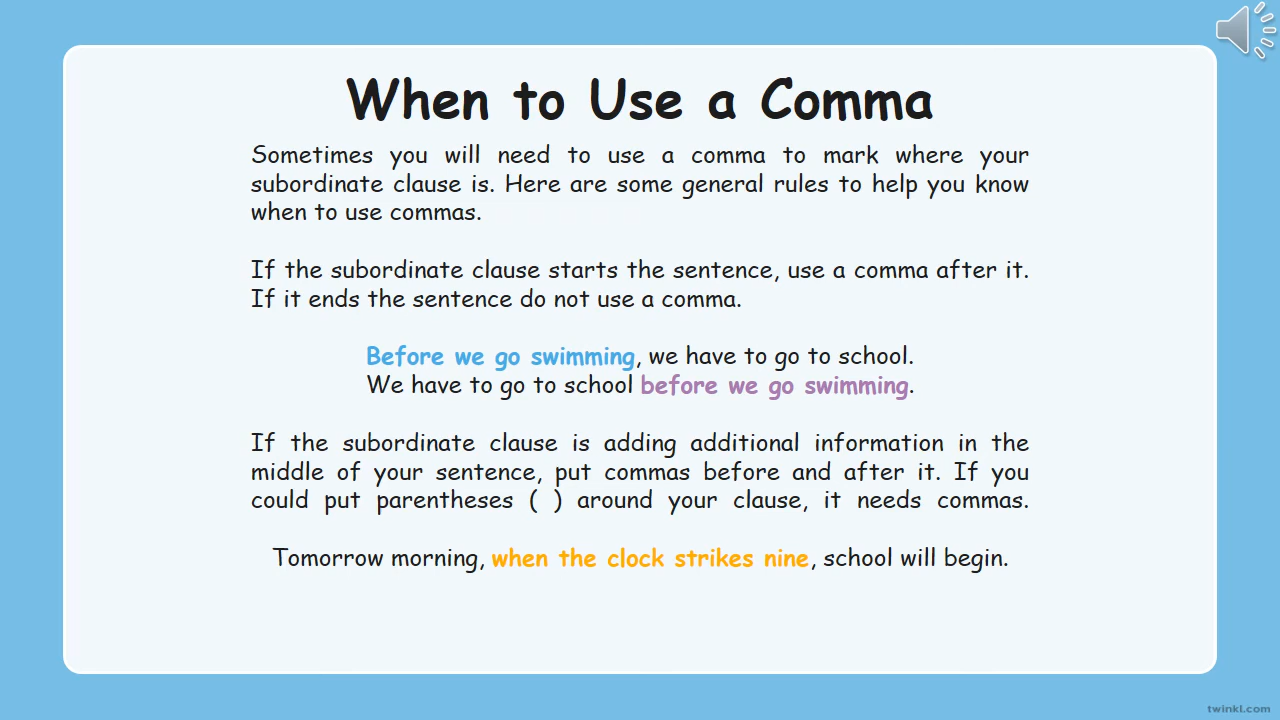 When to Use a Comma
Sometimes you will need to use a comma to mark where your
subordinate clause is. Here are some general rules to help you know
when to use commas.
If the subordinate clause starts the sentence, use a comma after it.
If it ends the sentence do not use a comma.
Before we go swimming, we have to go to school.
We have to go to school before we go swimming.
If the subordinate clause is adding additional information in the
middle of your sentence, put commas before and after it. If you
could put parentheses ( ) around your clause, it needs commas.
Tomorrow morning, when the clock strikes nine, school will begin.
twinkl.com